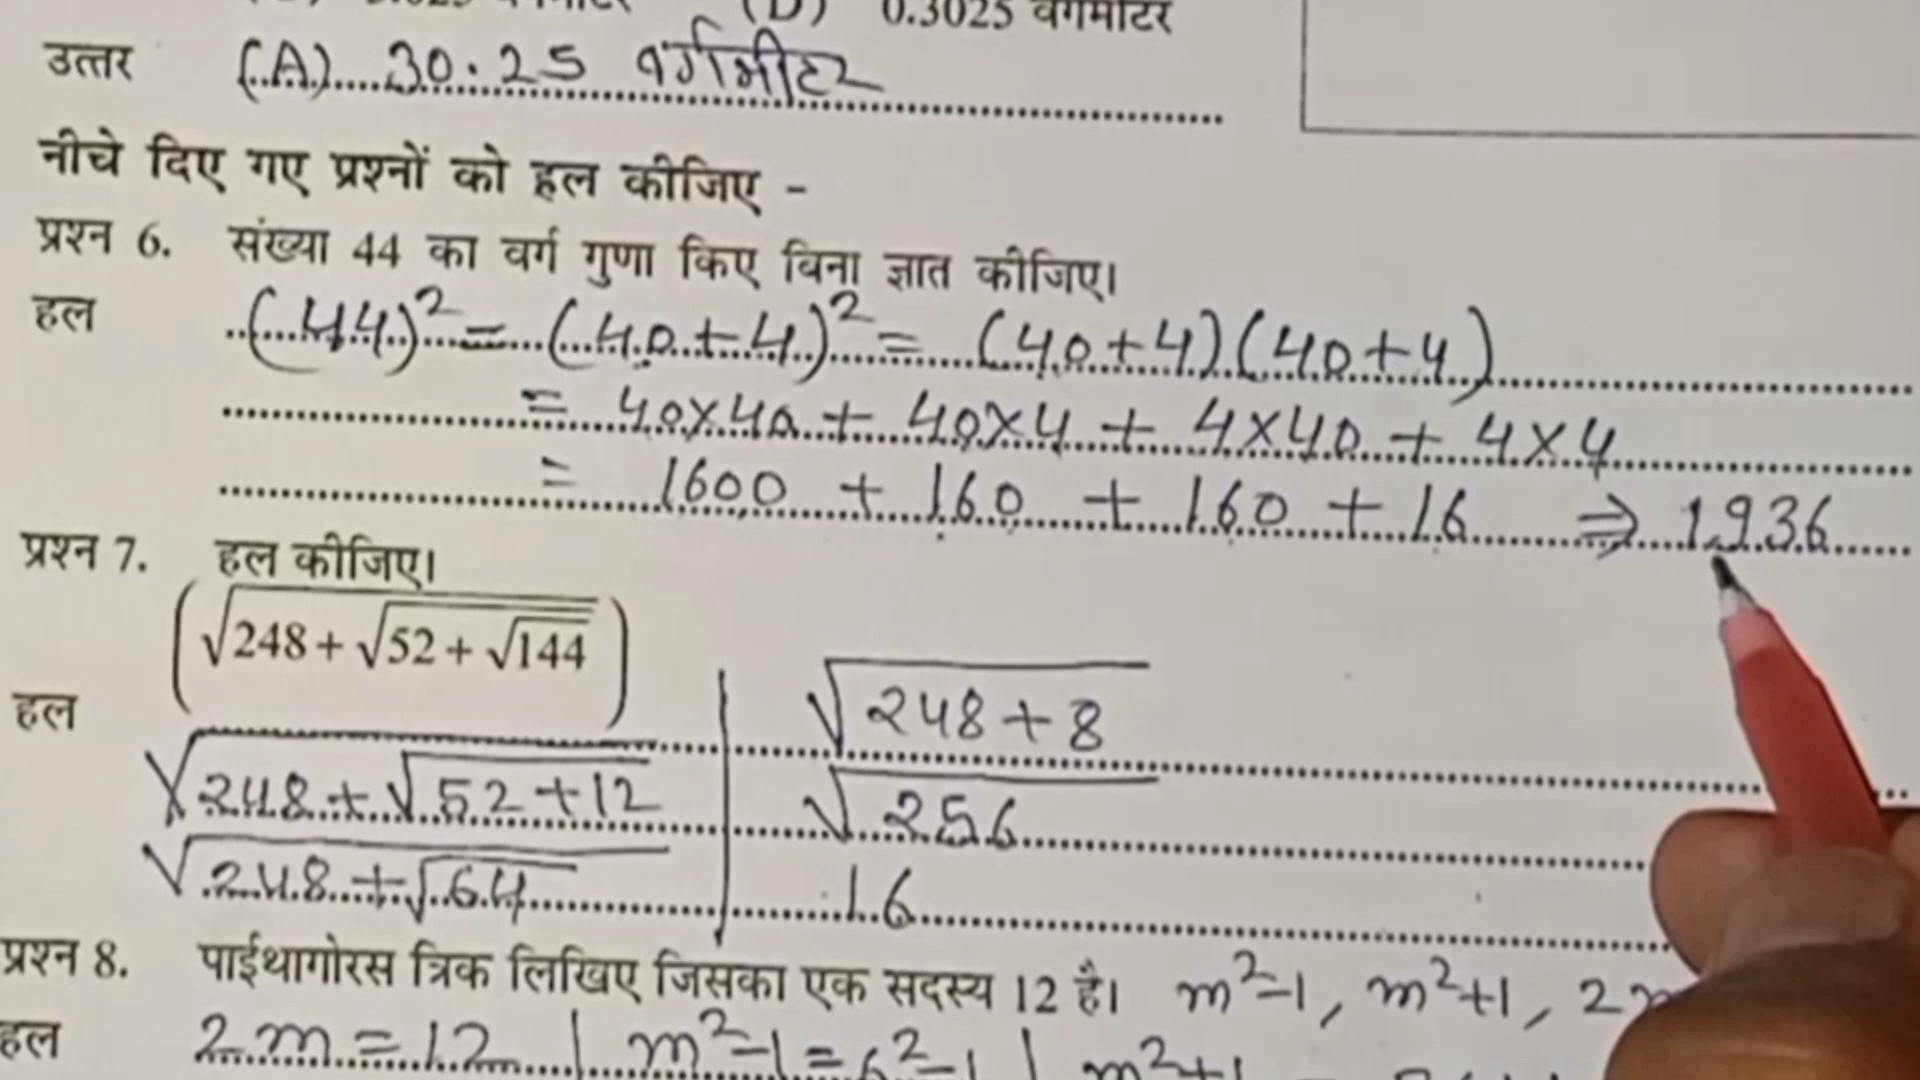 (D) 0.3025 वर्गमीटर
उत्तर (A) 30.25 वर्गमीटर
नीचे दिए गए प्रश्नों को हल कीजिए -
प्रश्न 6. संख्या 44 का वर्ग गुणा किए बिना ज्ञात कीजिए।
हल (44)² = (40+4)² = (40+4)(40+4)
= 40×40 + 40×4 + 4×40 + 4×4
= 1600 + 160 + 160 + 16 ⇒ 1936
प्रश्न 7. हल कीजिए।
(√248 + √52 + √144)
हल
√248 + √52 + 12
√248 + √64
√248 + 8
√256
16
प्रश्न 8. पाईथागोरस त्रिक लिखिए जिसका एक सदस्य 12 है। m²-1, m²+1, 2
हल 2m = 12 | m²-1 = 6²-1 | m²+1